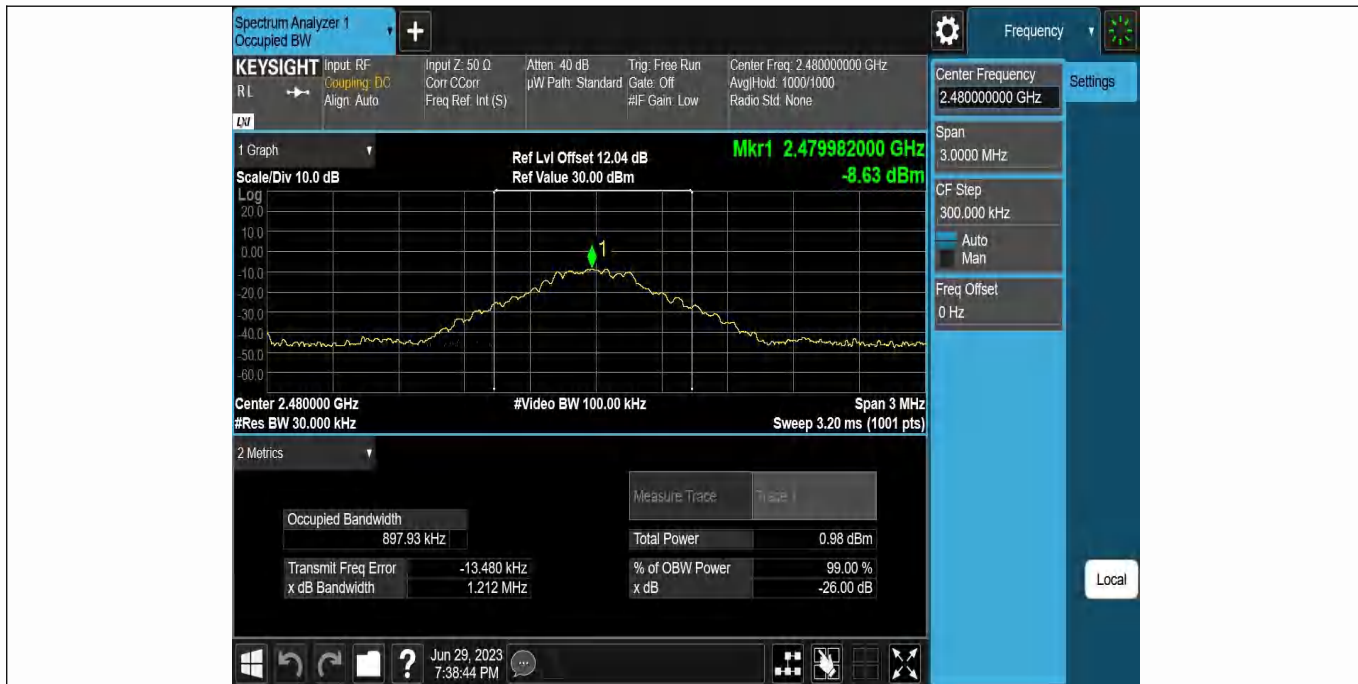 Spectrum Analyzer 1
Occupied BW
+
Frequency
KEYSIGHT
RL
LXI
Input: RF
Coupling: DC
Align: Auto
Input Z: 50 Ω
Corr CCorr
Freq Ref: Int (S)
Atten: 40 dB
µW Path: Standard
Trig: Free Run
Gate: Off
#IF Gain: Low
Center Freq: 2.480000000 GHz
Avg|Hold: 1000/1000
Radio Std: None
Center Frequency
2.480000000 GHz
Settings
Span
3.0000 MHz
CF Step
300.000 kHz
Auto
Man
Freq Offset
0 Hz
Local
1 Graph
Scale/Div 10.0 dB
Ref Lvl Offset 12.04 dB
Ref Value 30.00 dBm
Mkr1 2.479982000 GHz
-8.63 dBm
Log
20.0
10.0
0.00
-10.0
-20.0
-30.0
-40.0
-50.0
-60.0
1
Center 2.480000 GHz
#Res BW 30.000 kHz
#Video BW 100.00 kHz
Span 3 MHz
Sweep 3.20 ms (1001 pts)
2 Metrics
Measure Trace
Trace 1
Occupied Bandwidth
897.93 kHz
Total Power
0.98 dBm
Transmit Freq Error
-13.480 kHz
% of OBW Power
99.00 %
x dB Bandwidth
1.212 MHz
x dB
-26.00 dB
?
Jun 29, 2023
7:38:44 PM